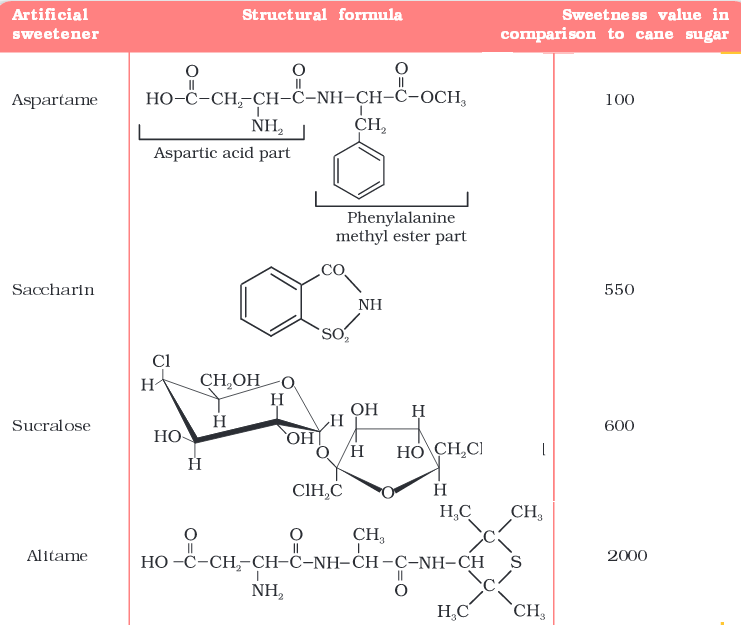 Artificial sweetener
Structural formula
Sweetness value in comparison to cane sugar
Aspartame
O O O
HO–C–CH₂–CH–C–NH–CH–C–OCH₃
NH₂ CH₂
Aspartic acid part
Phenylalanine
methyl ester part
100
Saccharin
CO
NH
SO₂
550
Sucralose
Cl
H CH₂OH O
H
H H OH H
HO OH O H HO CH₂Cl
H
ClH₂C O H
600
Alitame
H₃C CH₃
O O CH₃ C
HO –C–CH₂–CH–C–NH–CH–C–NH–CH S
NH₂ O C
H₃C CH₃
2000